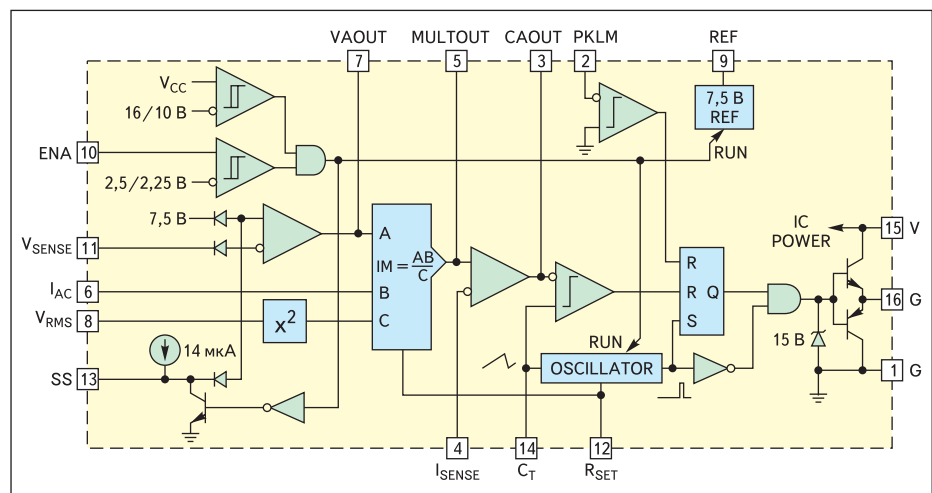 VAOUT MULTOUT CAOUT PKLM REF
7 5 3 2 9
VCC
16/10 В
7,5 В
REF
ENA 10
RUN
2,5/2,25 В
7,5 В
VSENSE 11
A
IM = AB/C
B
C
IAC 6
VRMS 8
x²
14 мкА
SS 13
R
R Q
S
RUN
OSCILLATOR
IC
POWER
15 V
16 G
15 В
1 G
4 14 12
ISENSE CT RSET